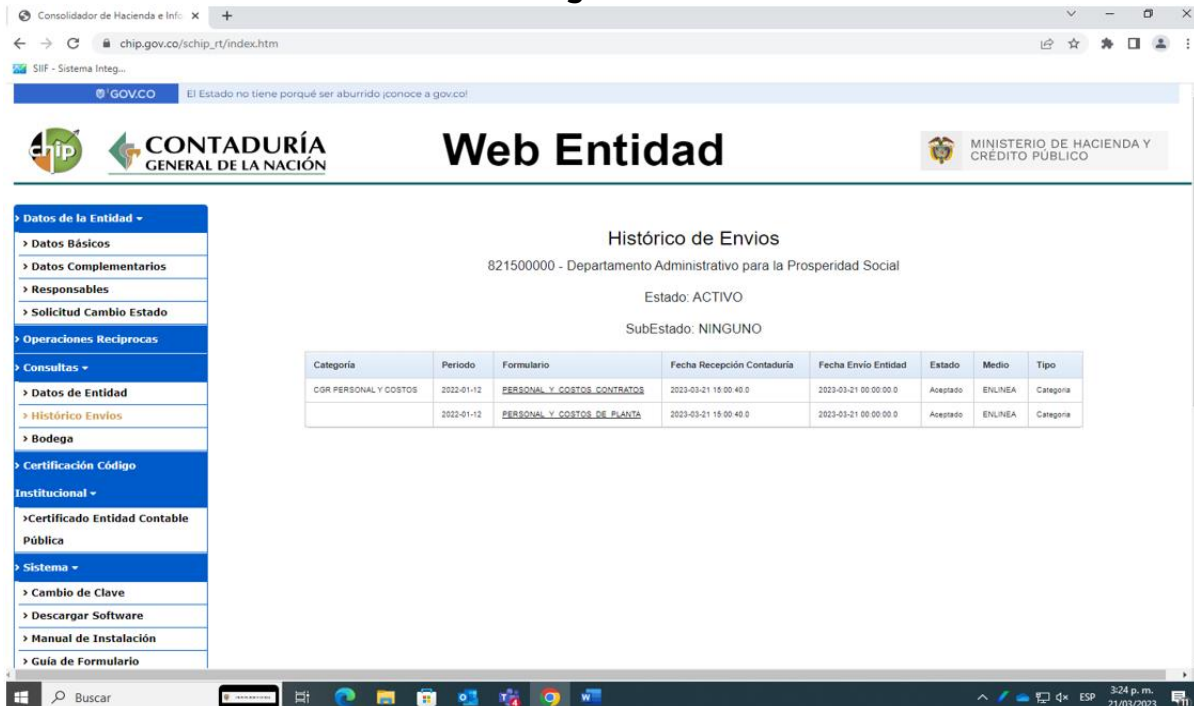 Consolidador de Hacienda e Info
chip.gov.co/schip_rt/index.htm
SIIF - Sistema Integ...
GOV.CO El Estado no tiene porqué ser aburrido ¡conoce a gov.co!
chip
CONTADURÍA
GENERAL DE LA NACIÓN
Web Entidad
MINISTERIO DE HACIENDA Y
CRÉDITO PÚBLICO
› Datos de la Entidad
› Datos Básicos
› Datos Complementarios
› Responsables
› Solicitud Cambio Estado
› Operaciones Reciprocas
› Consultas
› Datos de Entidad
› Histórico Envios
› Bodega
› Certificación Código
Institucional
›Certificado Entidad Contable
Pública
› Sistema
› Cambio de Clave
› Descargar Software
› Manual de Instalación
› Guía de Formulario
Histórico de Envios
821500000 - Departamento Administrativo para la Prosperidad Social
Estado: ACTIVO
SubEstado: NINGUNO
Categoría Periodo Formulario Fecha Recepción Contaduría Fecha Envío Entidad Estado Medio Tipo
CGR PERSONAL Y COSTOS 2022-01-12 PERSONAL Y COSTOS CONTRATOS 2023-03-21 15:00:40.0 2023-03-21 00:00:00.0 Aceptado ENLINEA Categoria
2022-01-12 PERSONAL Y COSTOS DE PLANTA 2023-03-21 15:00:40.0 2023-03-21 00:00:00.0 Aceptado ENLINEA Categoria
Buscar
ESP
3:24 p. m.
21/03/2023